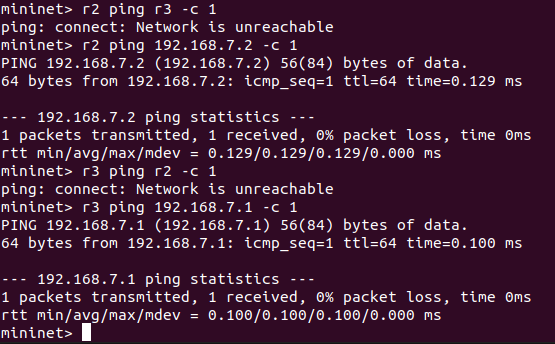 mininet> r2 ping r3 -c 1
ping: connect: Network is unreachable
mininet> r2 ping 192.168.7.2 -c 1
PING 192.168.7.2 (192.168.7.2) 56(84) bytes of data.
64 bytes from 192.168.7.2: icmp_seq=1 ttl=64 time=0.129 ms

--- 192.168.7.2 ping statistics ---
1 packets transmitted, 1 received, 0% packet loss, time 0ms
rtt min/avg/max/mdev = 0.129/0.129/0.129/0.000 ms
mininet> r3 ping r2 -c 1
ping: connect: Network is unreachable
mininet> r3 ping 192.168.7.1 -c 1
PING 192.168.7.1 (192.168.7.1) 56(84) bytes of data.
64 bytes from 192.168.7.1: icmp_seq=1 ttl=64 time=0.100 ms

--- 192.168.7.1 ping statistics ---
1 packets transmitted, 1 received, 0% packet loss, time 0ms
rtt min/avg/max/mdev = 0.100/0.100/0.100/0.000 ms
mininet>